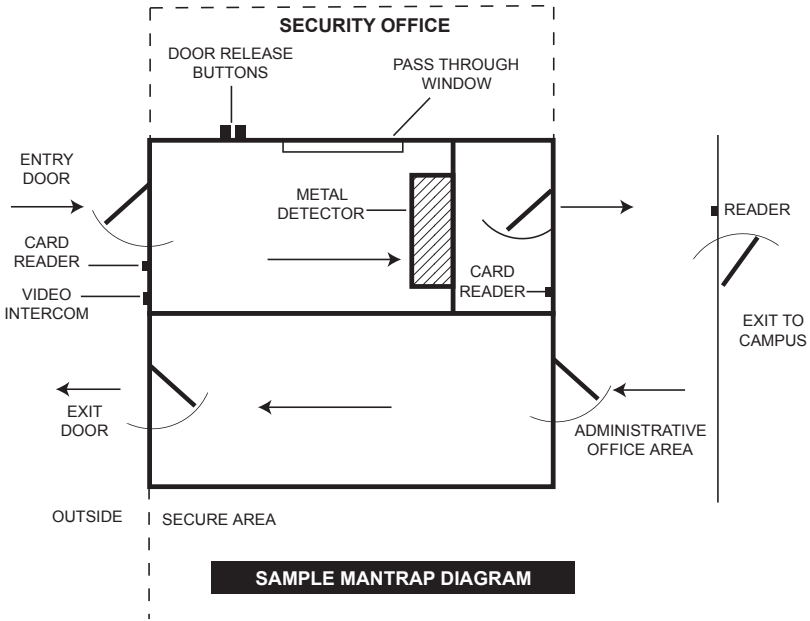 SECURITY OFFICE
DOOR RELEASE
BUTTONS
PASS THROUGH
WINDOW
ENTRY
DOOR
METAL
DETECTOR
READER
CARD
READER
CARD
READER
VIDEO
INTERCOM
EXIT TO
CAMPUS
EXIT
DOOR
ADMINISTRATIVE
OFFICE AREA
OUTSIDE
SECURE AREA
SAMPLE MANTRAP DIAGRAM